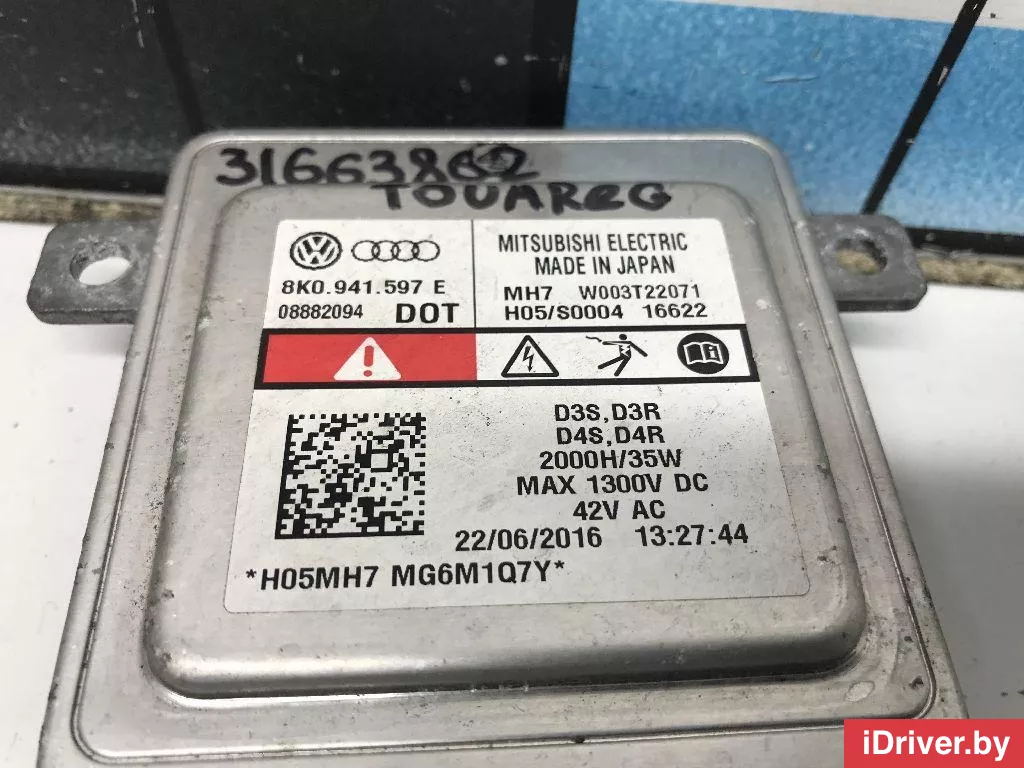 31663862
TOUAReG
8K0.941.597 E
08882094 DOT
MITSUBISHI ELECTRIC
MADE IN JAPAN
MH7 W003T22071
H05/S0004 16622
D3S,D3R
D4S,D4R
2000H/35W
MAX 1300V DC
42V AC
22/06/2016 13:27:44
*H05MH7 MG6M1Q7Y*
iDriver.by